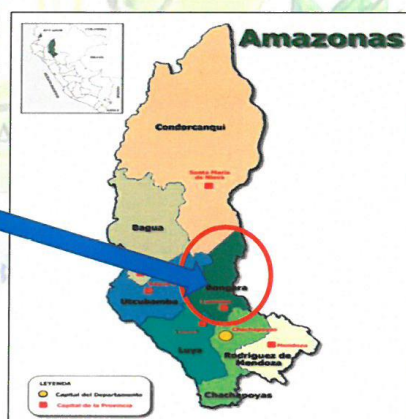 Amazonas
Condorcanqui
Santa María
de Nieva
Bagua
Bongara
Utcubamba
Luya
Chachapoyas
Mendoza
Rodríguez de
Mendoza
Chachapoyas
LEYENDA
Capital del Departamento
Capital de la Provincia